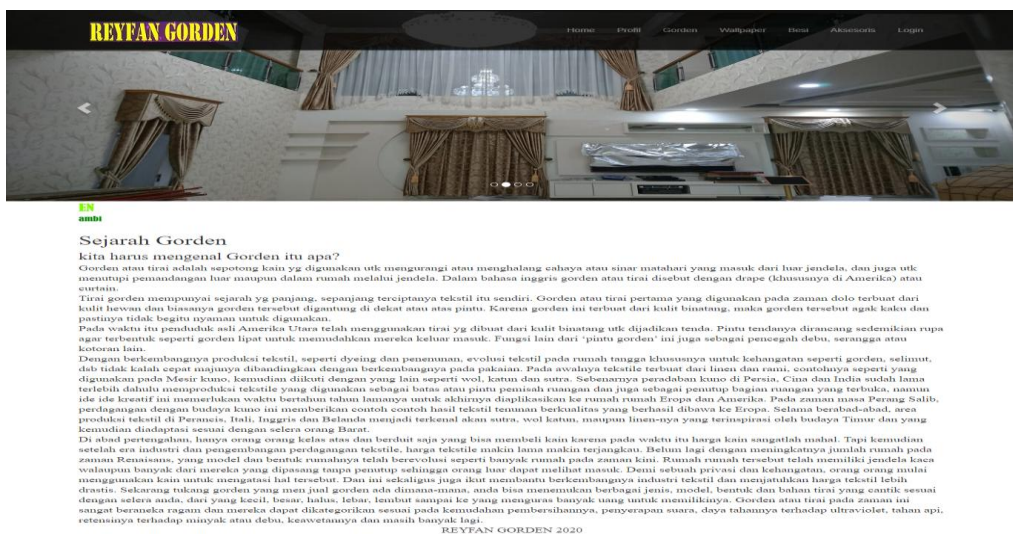 REYFAN GORDEN
Home Profil Gorden Wallpaper Besi Aksesoris Login
EN
ambi
Sejarah Gorden
kita harus mengenal Gorden itu apa?
Gorden atau tirai adalah sepotong kain yg digunakan utk mengurangi atau menghalang cahaya atau sinar matahari yang masuk dari luar jendela, dan juga utk
menutupi pemandangan luar maupun dalam rumah melalui jendela. Dalam bahasa inggris gorden atau tirai disebut dengan drape (khususnya di Amerika) atau
curtain.
Tirai gorden mempunyai sejarah yg panjang, sepanjang terciptanya tekstil itu sendiri. Gorden atau tirai pertama yang digunakan pada zaman dolo terbuat dari
kulit hewan dan biasanya gorden tersebut digantung di dekat atau atas pintu. Karena gorden ini terbuat dari kulit binatang, maka gorden tersebut agak kaku dan
pastinya tidak begitu nyaman untuk digunakan.
Pada waktu itu penduduk asli Amerika Utara telah menggunakan tirai yg dibuat dari kulit binatang utk dijadikan tenda. Pintu tendanya dirancang sedemikian rupa
agar terbentuk seperti gorden lipat untuk memudahkan mereka keluar masuk. Fungsi lain dari 'pintu gorden' ini juga sebagai pencegah debu, serangga atau
kotoran lain.
Dengan berkembangnya produksi tekstil, seperti dyeing dan penenunan, evolusi tekstil pada rumah tangga khususnya untuk kehangatan seperti gorden, selimut,
dsb tidak kalah cepat majunya dibandingkan dengan berkembangnya pada pakaian. Pada awalnya tekstile terbuat dari linen dan rami, contohnya seperti yang
digunakan pada Mesir kuno, kemudian diikuti dengan yang lain seperti wol, katun dan sutra. Sebenarnya peradaban kuno di Persia, Cina dan India sudah lama
terlebih dahulu memproduksi tekstile yang digunakan sebagai batas atau pintu pemisah ruangan dan juga sebagai penutup bagian ruangan yang terbuka, namun
ide ide kreatif ini memerlukan waktu bertahun tahun lamanya untuk akhirnya diaplikasikan ke rumah rumah Eropa dan Amerika. Pada zaman masa Perang Salib,
perdagangan dengan budaya kuno ini memberikan contoh contoh hasil tekstil tenunan berkualitas yang berhasil dibawa ke Eropa. Selama berabad-abad, area
produksi tekstil di Perancis, Itali, Inggris dan Belanda menjadi terkenal akan sutra, wol katun, maupun linen-nya yang terinspirasi oleh budaya Timur dan yang
kemudian diadaptasi sesuai dengan selera orang Barat.
Di abad pertengahan, hanya orang orang kelas atas dan berduit saja yang bisa membeli kain karena pada waktu itu harga kain sangatlah mahal. Tapi kemudian
setelah era industri dan pengembangan perdagangan tekstile, harga tekstile makin lama makin terjangkau. Belum lagi dengan meningkatnya jumlah rumah pada
zaman Renaisans, yang model dan bentuk rumahnya telah berevolusi seperti banyak rumah pada zaman kini. Rumah rumah tersebut telah memiliki jendela kaca
walaupun banyak dari mereka yang dipasang tanpa penutup sehingga orang luar dapat melihat masuk. Demi sebuah privasi dan kehangatan, orang orang mulai
menggunakan kain untuk mengatasi hal tersebut. Dan ini sekaligus juga ikut membantu berkembangnya industri tekstil dan menjatuhkan harga tekstil lebih
drastis. Sekarang tukang gorden yang men jual gorden ada dimana-mana, anda bisa menemukan berbagai jenis, model, bentuk dan bahan tirai yang cantik sesuai
dengan selera anda, dari yang kecil, besar, halus, lebar, lembut sampai ke yang menguras banyak uang untuk memilikinya. Gorden atau tirai pada zaman ini
sangat beraneka ragam dan mereka dapat dikategorikan sesuai pada kemudahan pembersihannya, penyerapan suara, daya tahannya terhadap ultraviolet, tahan api,
retensinya terhadap minyak atau debu, keawetannya dan masih banyak lagi.
REYFAN GORDEN 2020